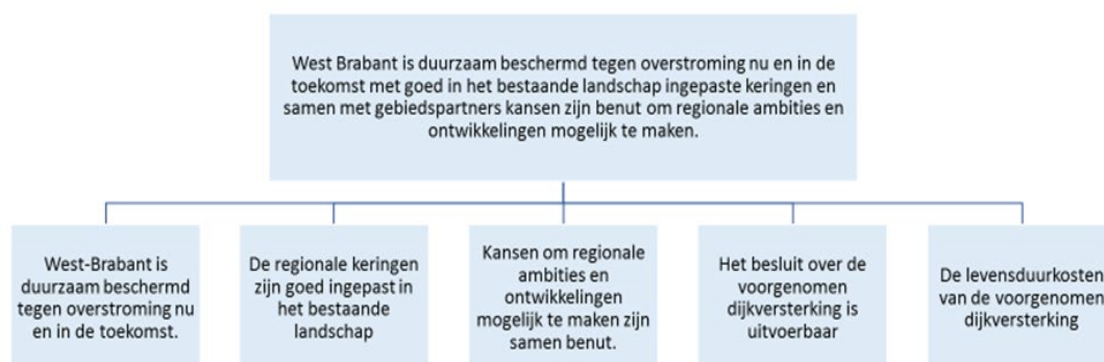 West Brabant is duurzaam beschermd tegen overstroming nu en in de
toekomst met goed in het bestaande landschap ingepaste keringen en
samen met gebiedspartners kansen zijn benut om regionale ambities en
ontwikkelingen mogelijk te maken.
West-Brabant is
duurzaam beschermd
tegen overstroming nu
en in de toekomst.
De regionale keringen
zijn goed ingepast in
het bestaande
landschap
Kansen om regionale
ambities en
ontwikkelingen
mogelijk te maken zijn
samen benut.
Het besluit over de
voorgenomen
dijkversterking is
uitvoerbaar
De levensduurkosten
van de voorgenomen
dijkversterking